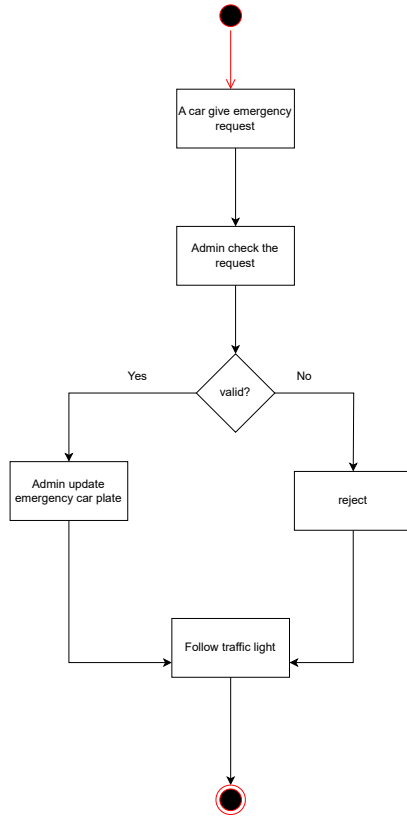 A car give emergency
request
Admin check the
request
Yes
No
valid?
Admin update
emergency car plate
reject
Follow traffic light